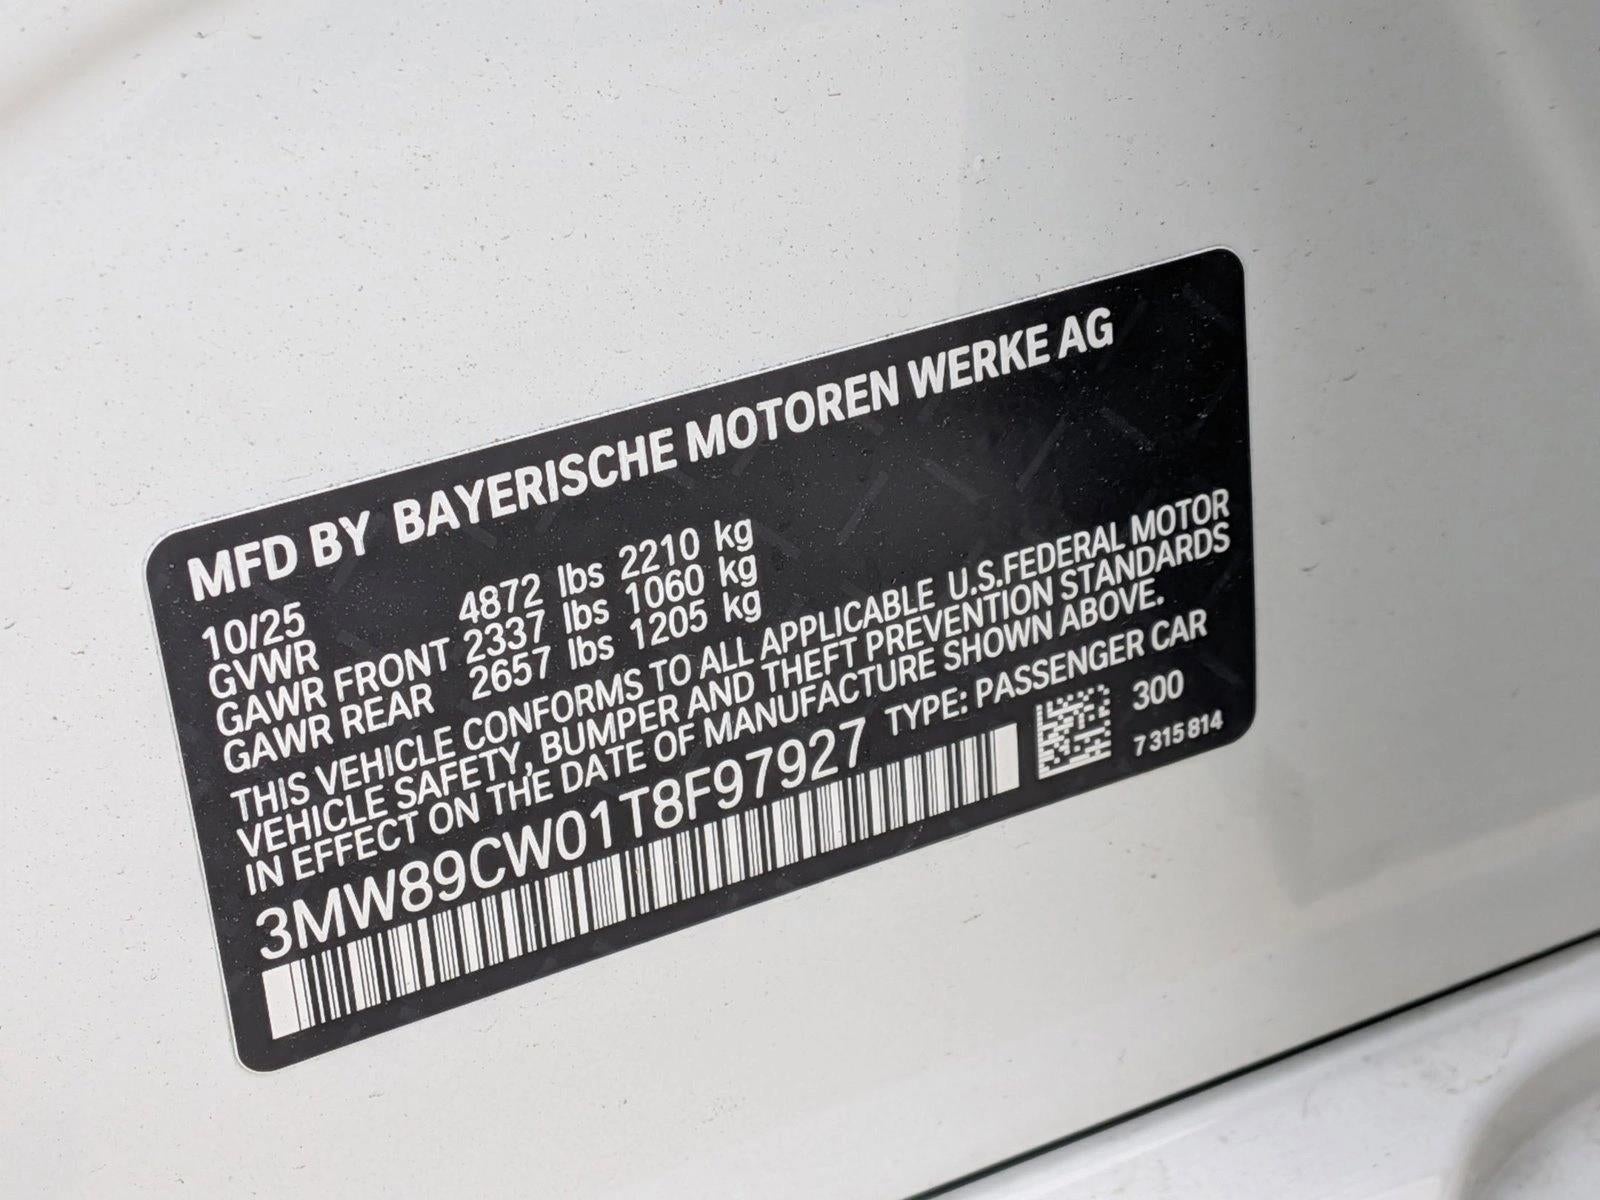 MFD BY BAYERISCHE MOTOREN WERKE AG
10/25
GVWR 4872 lbs 2210 kg
GAWR FRONT 2337 lbs 1060 kg
GAWR REAR 2657 lbs 1205 kg
THIS VEHICLE CONFORMS TO ALL APPLICABLE U.S.FEDERAL MOTOR
VEHICLE SAFETY, BUMPER AND THEFT PREVENTION STANDARDS
IN EFFECT ON THE DATE OF MANUFACTURE SHOWN ABOVE.
3MW89CW01T8F97927 TYPE: PASSENGER CAR
300
7 315 814